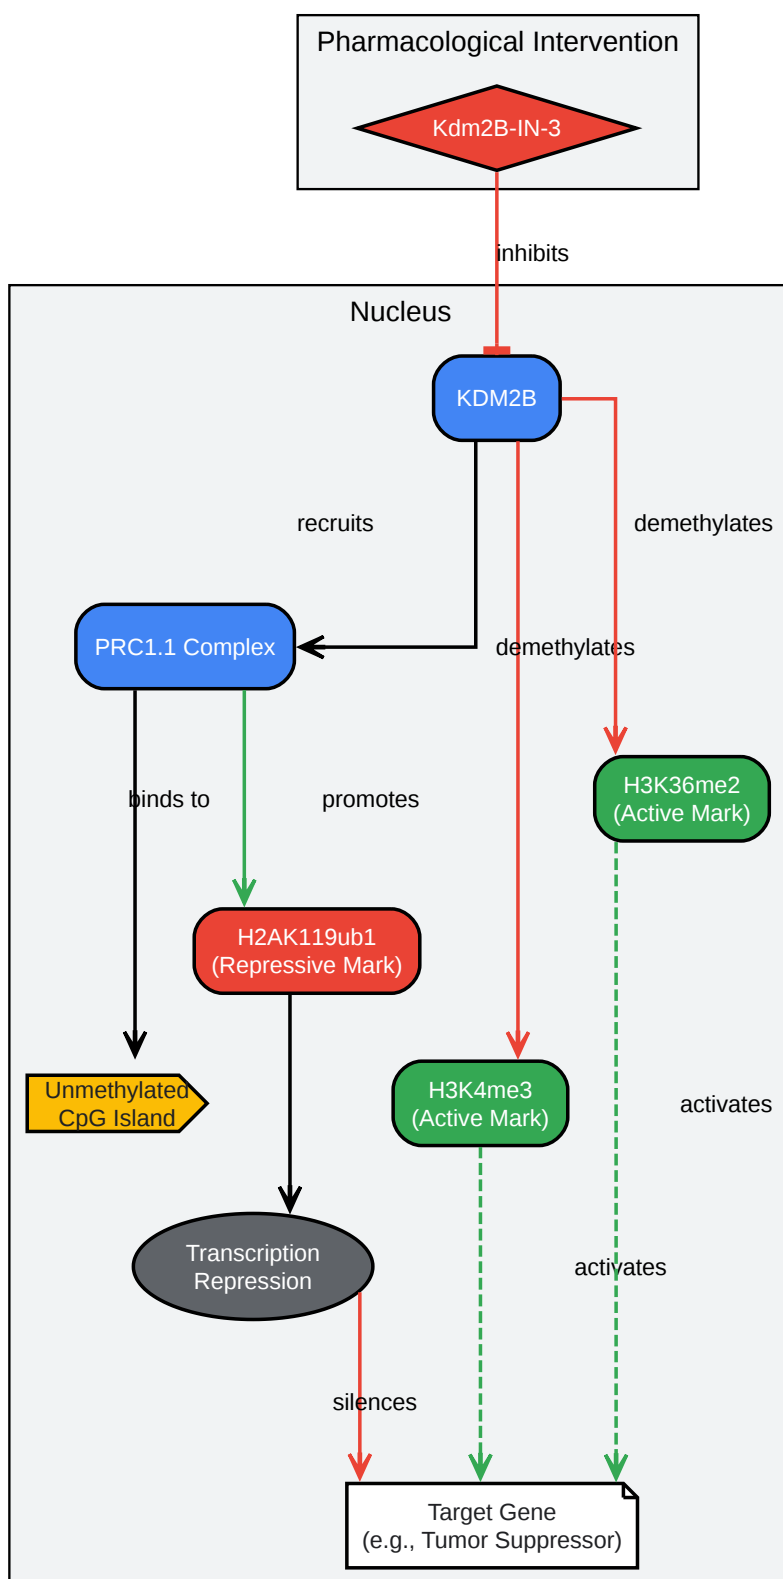 Pharmacological Intervention
Kdm2B-IN-3
inhibits
Nucleus
KDM2B
recruits
demethylates
PRC1.1 Complex
demethylates
H3K36me2
(Active Mark)
binds to
promotes
H2AK119ub1
(Repressive Mark)
Unmethylated
CpG Island
H3K4me3
(Active Mark)
activates
Transcription
Repression
activates
silences
Target Gene
(e.g., Tumor Suppressor)